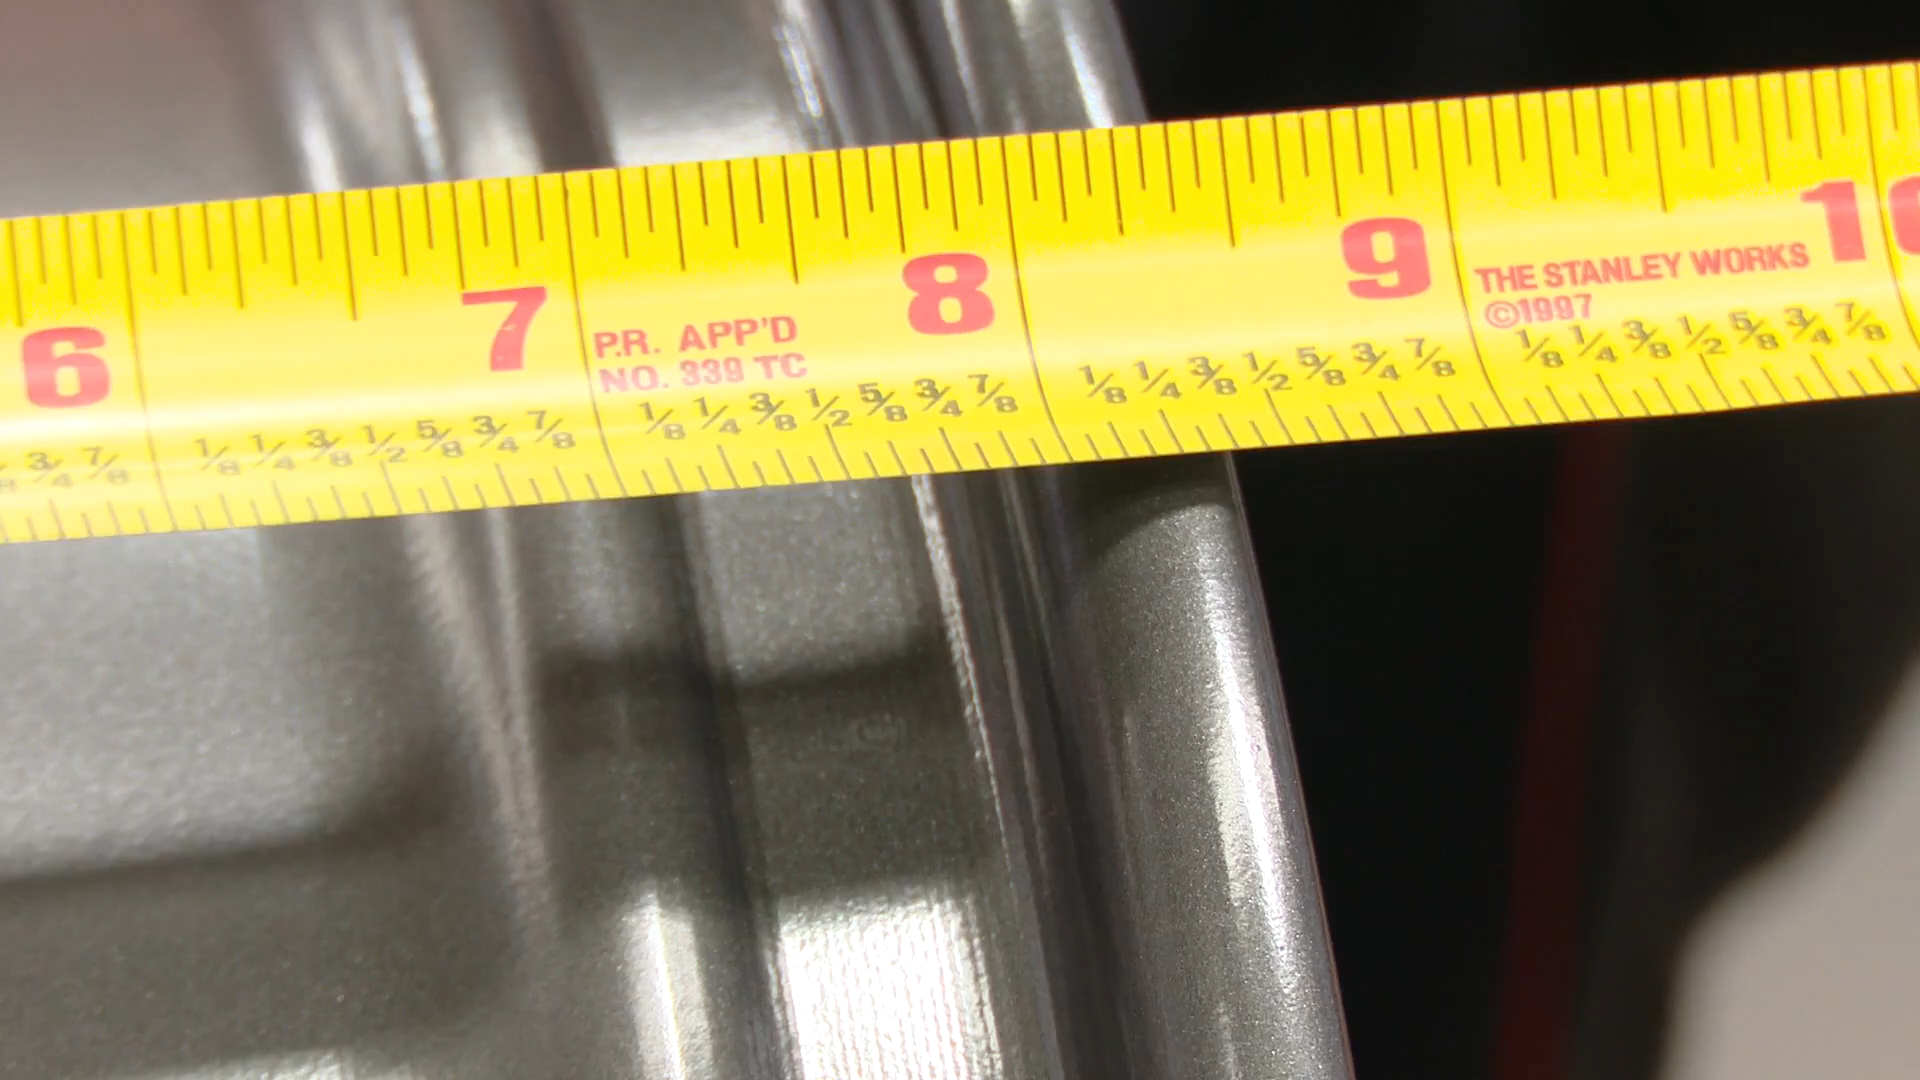 6 7 8 9 10
P.R. APP'D
NO. 339 TC
THE STANLEY WORKS
©1997
3/4 7/8 1/8 1/4 3/8 1/2 5/8 3/4 7/8 1/8 1/4 3/8 1/2 5/8 3/4 7/8 1/8 1/4 3/8 1/2 5/8 3/4 7/8 1/8 1/4 3/8 1/2 5/8 3/4 7/8